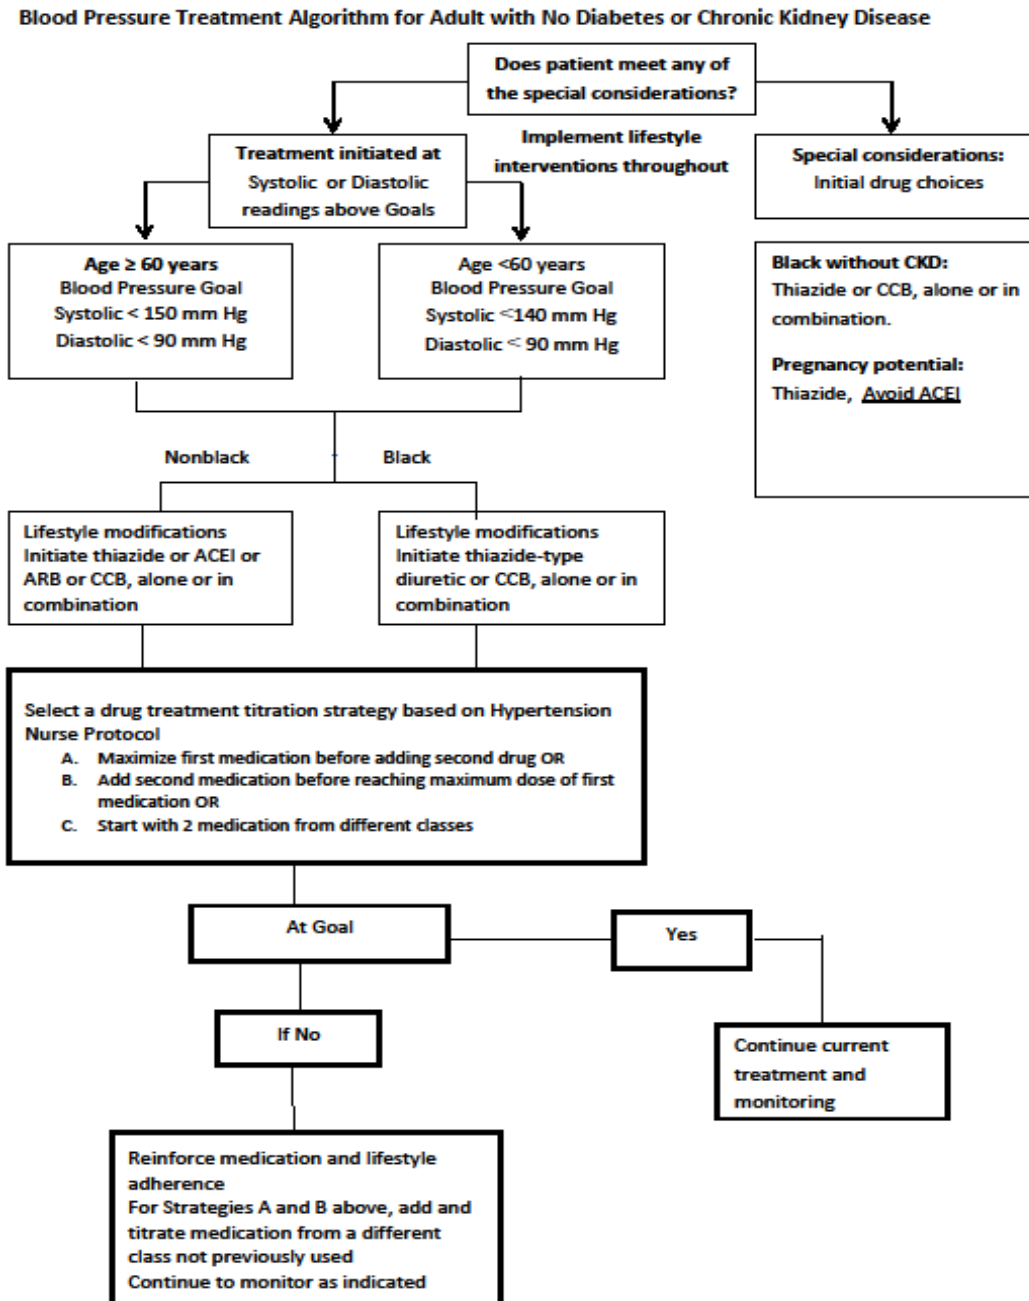 Blood Pressure Treatment Algorithm for Adult with No Diabetes or Chronic Kidney Disease
Does patient meet any of
the special considerations?
Implement lifestyle
interventions throughout
Treatment initiated at
Systolic or Diastolic
readings above Goals
Special considerations:
Initial drug choices
Age ≥ 60 years
Blood Pressure Goal
Systolic < 150 mm Hg
Diastolic < 90 mm Hg
Age <60 years
Blood Pressure Goal
Systolic <140 mm Hg
Diastolic < 90 mm Hg
Black without CKD:
Thiazide or CCB, alone or in
combination.
Pregnancy potential:
Thiazide, Avoid ACEI
Nonblack
Black
Lifestyle modifications
Initiate thiazide or ACEI or
ARB or CCB, alone or in
combination
Lifestyle modifications
Initiate thiazide-type
diuretic or CCB, alone or in
combination
Select a drug treatment titration strategy based on Hypertension
Nurse Protocol
A. Maximize first medication before adding second drug OR
B. Add second medication before reaching maximum dose of first
medication OR
C. Start with 2 medication from different classes
At Goal
Yes
If No
Continue current
treatment and
monitoring
Reinforce medication and lifestyle
adherence
For Strategies A and B above, add and
titrate medication from a different
class not previously used
Continue to monitor as indicated